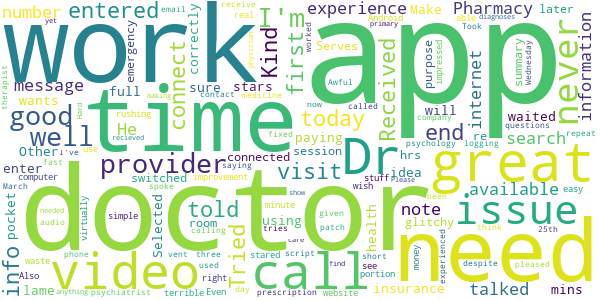 work
app
time
doctor
need
great
issue
video
call
Dr
provider
never
well
good
visit
told
end
info
Kind
I'm
first
today
Tried
He
connect
entered
number
message
wants
experience
Pharmacy
Make
able
later
information
internet
search
available
will
waited
hrs
idea
talked
mins
note
glitchy
insurance
using
health
room
Selected
switched
session
connected
paying
stars
sure
full
Received
Serves
Android
Took
purpose
impressed
summary
Wednesday
primary
yet
email
real
receive
emergency
correctly
therapist
patch
rushing
making
Hard
medicine
contact
worked
now
called
fixed
saying
company
questions
psychology
logging
repeat
easy
diagnoses
re
Other
I've
enter
computer
fast
use
recieved
improvement
pocket
March
Also
lame
waste
anything
needed
audio
simple
virtually
phone
psychiatrist
terrible
Even
vent
spoke
calling
three
used
right
day
minute
stared
tries
prescription
script
given
care
website
stuff
wish
short
see
portion
find
show
been
Please
money
experienced
despite
think
pleased
25th
Awful